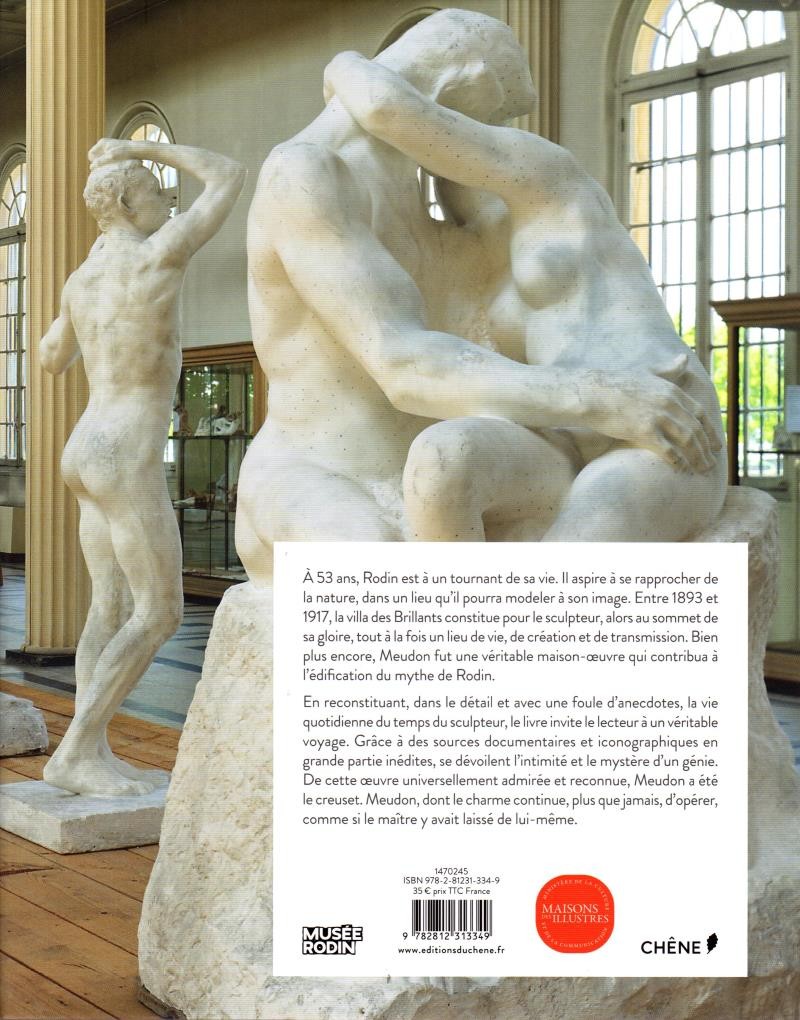 À 53 ans, Rodin est à un tournant de sa vie. Il aspire à se rapprocher de
la nature, dans un lieu qu'il pourra modeler à son image. Entre 1893 et
1917, la villa des Brillants constitue pour le sculpteur, alors au sommet de
sa gloire, tout à la fois un lieu de vie, de création et de transmission. Bien
plus encore, Meudon fut une véritable maison-œuvre qui contribua à
l'édification du mythe de Rodin.
En reconstituant, dans le détail et avec une foule d'anecdotes, la vie
quotidienne du temps du sculpteur, le livre invite le lecteur à un véritable
voyage. Grâce à des sources documentaires et iconographiques en
grande partie inédites, se dévoilent l'intimité et le mystère d'un génie.
De cette œuvre universellement admirée et reconnue, Meudon a été
le creuset. Meudon, dont le charme continue, plus que jamais, d'opérer,
comme si le maître y avait laissé de lui-même.
1470245
ISBN 978-2-81231-334-9
35 € prix TTC France
9 782812 313349
www.editionsduchene.fr
MUSÉE
RODIN
MINISTÈRE DE LA CULTURE
MAISONS
DES ILLUSTRES
ET DE LA COMMUNICATION
CHÊNE